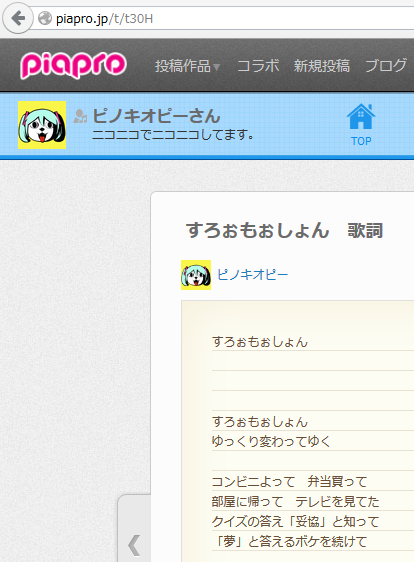 piapro.jp/t/t30H
piapro
投稿作品▼ コラボ 新規投稿 ブログ
ピノキオピーさん
ニコニコでニコニコしてます。
TOP
すろぉもぉしょん　歌詞
ピノキオピー
すろぉもぉしょん
すろぉもぉしょん
ゆっくり変わってゆく
コンビニよって　弁当買って
部屋に帰って　テレビを見てた
クイズの答え「妥協」と知って
「夢」と答えるボケを続けて